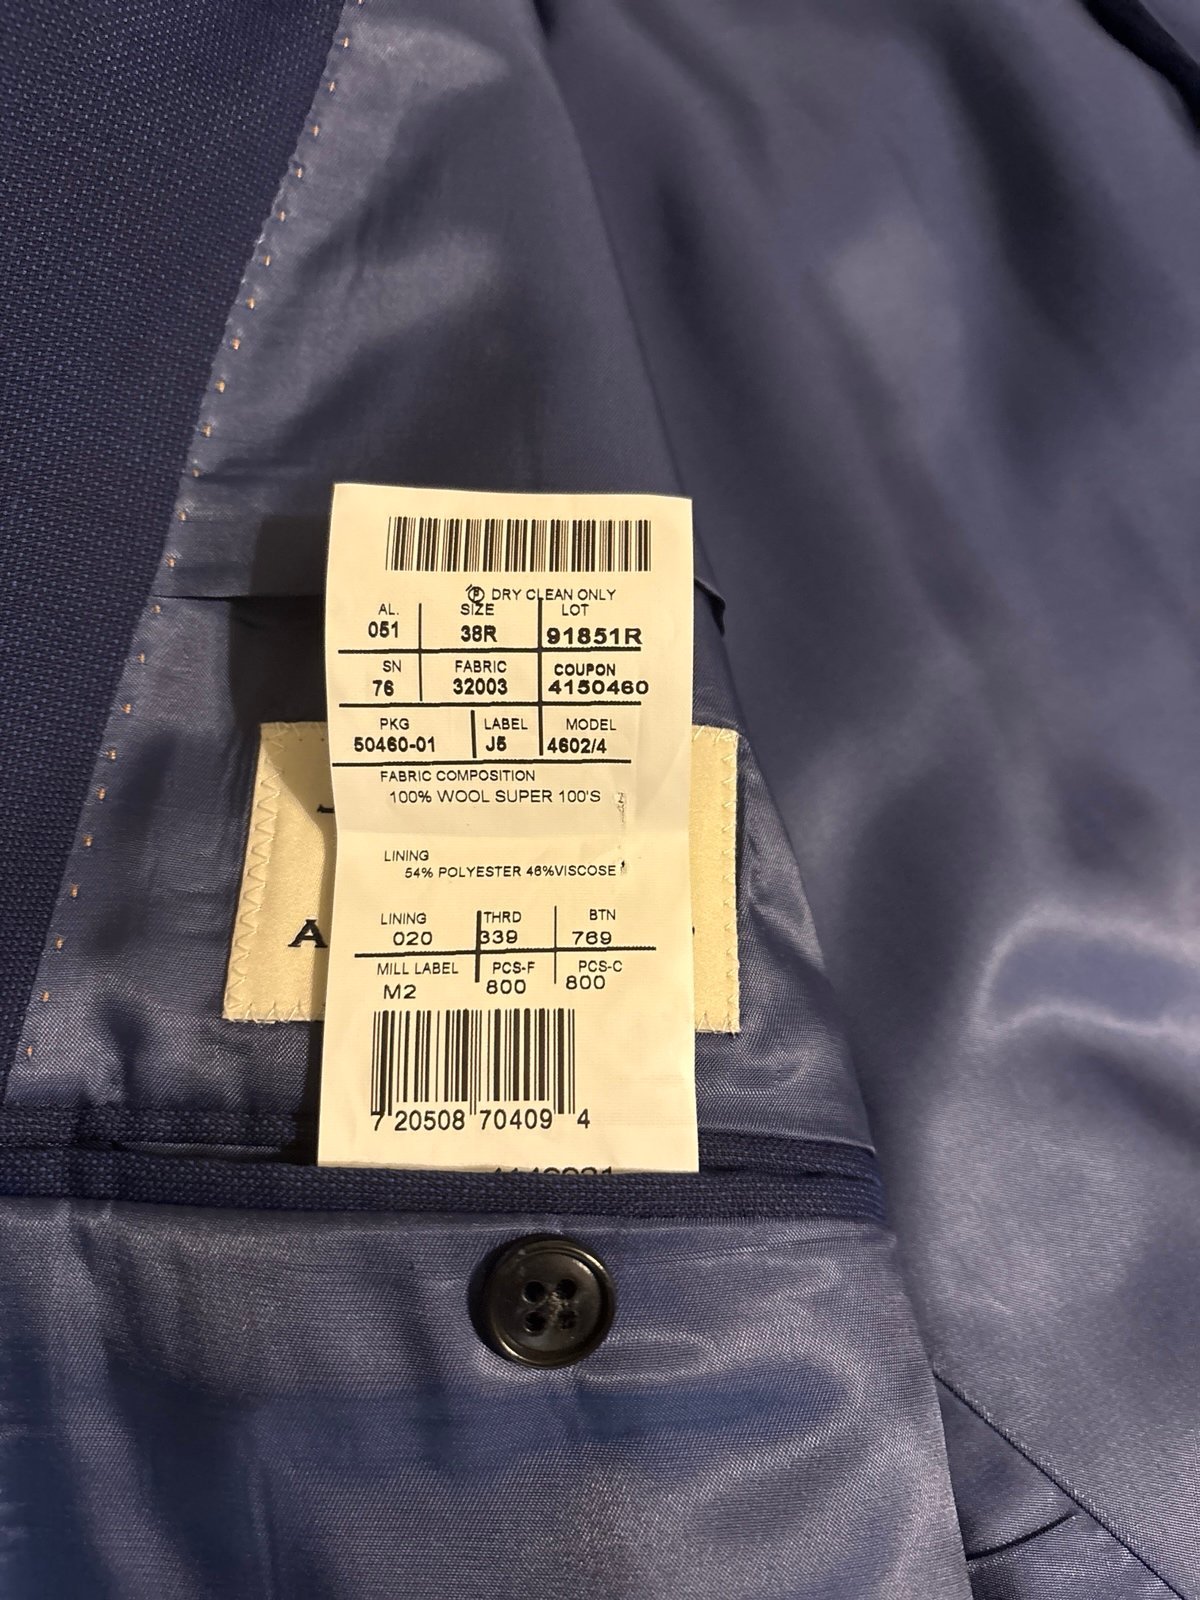 Ⓟ DRY CLEAN ONLY
AL. SIZE LOT
051 38R 91851R
SN FABRIC COUPON
76 32003 4150460
PKG LABEL MODEL
50460-01 J5 4602/4
FABRIC COMPOSITION
100% WOOL SUPER 100'S
LINING
54% POLYESTER 46%VISCOSE
A
LINING THRD BTN
020 339 769
MILL LABEL PCS-F PCS-C
M2 800 800
7 20508 70409 4